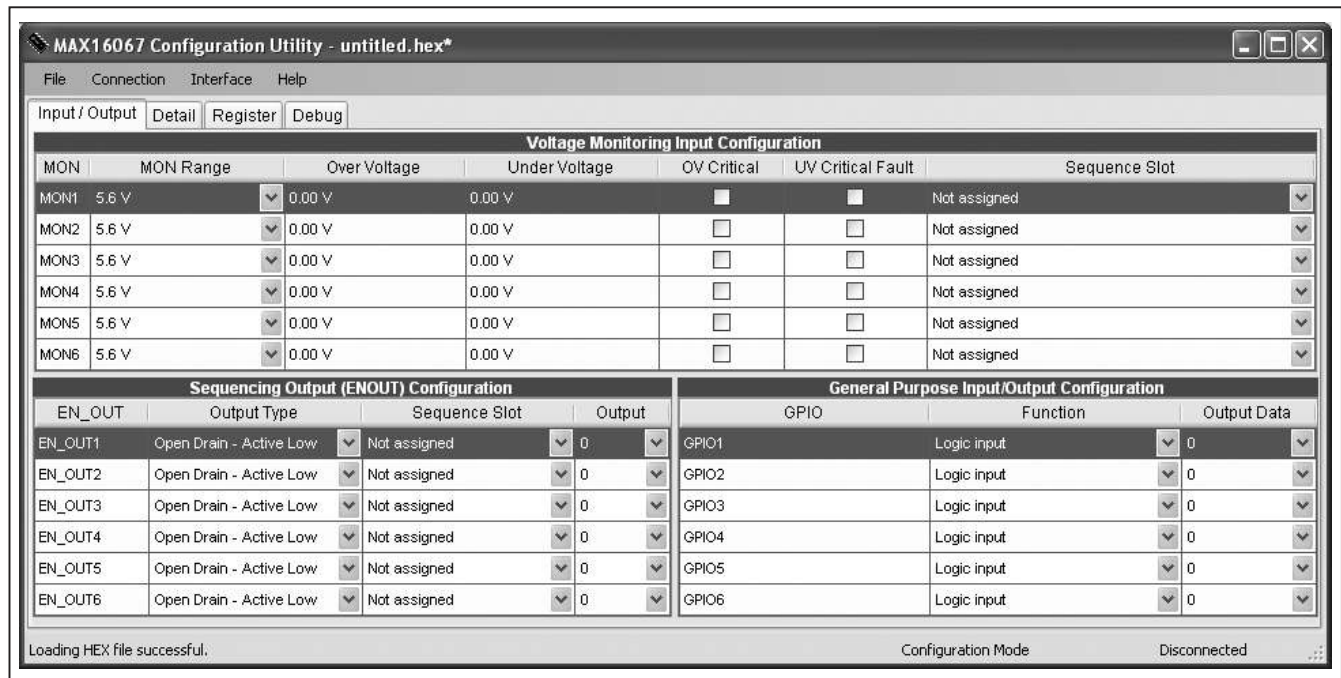 MAX16067 Configuration Utility - untitled.hex*
File Connection Interface Help
Input / Output Detail Register Debug
Voltage Monitoring Input Configuration
MON MON Range Over Voltage Under Voltage OV Critical UV Critical Fault Sequence Slot
MON1 5.6 V 0.00 V 0.00 V Not assigned
MON2 5.6 V 0.00 V 0.00 V Not assigned
MON3 5.6 V 0.00 V 0.00 V Not assigned
MON4 5.6 V 0.00 V 0.00 V Not assigned
MON5 5.6 V 0.00 V 0.00 V Not assigned
MON6 5.6 V 0.00 V 0.00 V Not assigned
Sequencing Output (ENOUT) Configuration General Purpose Input/Output Configuration
EN_OUT Output Type Sequence Slot Output GPIO Function Output Data
EN_OUT1 Open Drain - Active Low Not assigned 0 GPIO1 Logic input 0
EN_OUT2 Open Drain - Active Low Not assigned 0 GPIO2 Logic input 0
EN_OUT3 Open Drain - Active Low Not assigned 0 GPIO3 Logic input 0
EN_OUT4 Open Drain - Active Low Not assigned 0 GPIO4 Logic input 0
EN_OUT5 Open Drain - Active Low Not assigned 0 GPIO5 Logic input 0
EN_OUT6 Open Drain - Active Low Not assigned 0 GPIO6 Logic input 0
Loading HEX file successful. Configuration Mode Disconnected